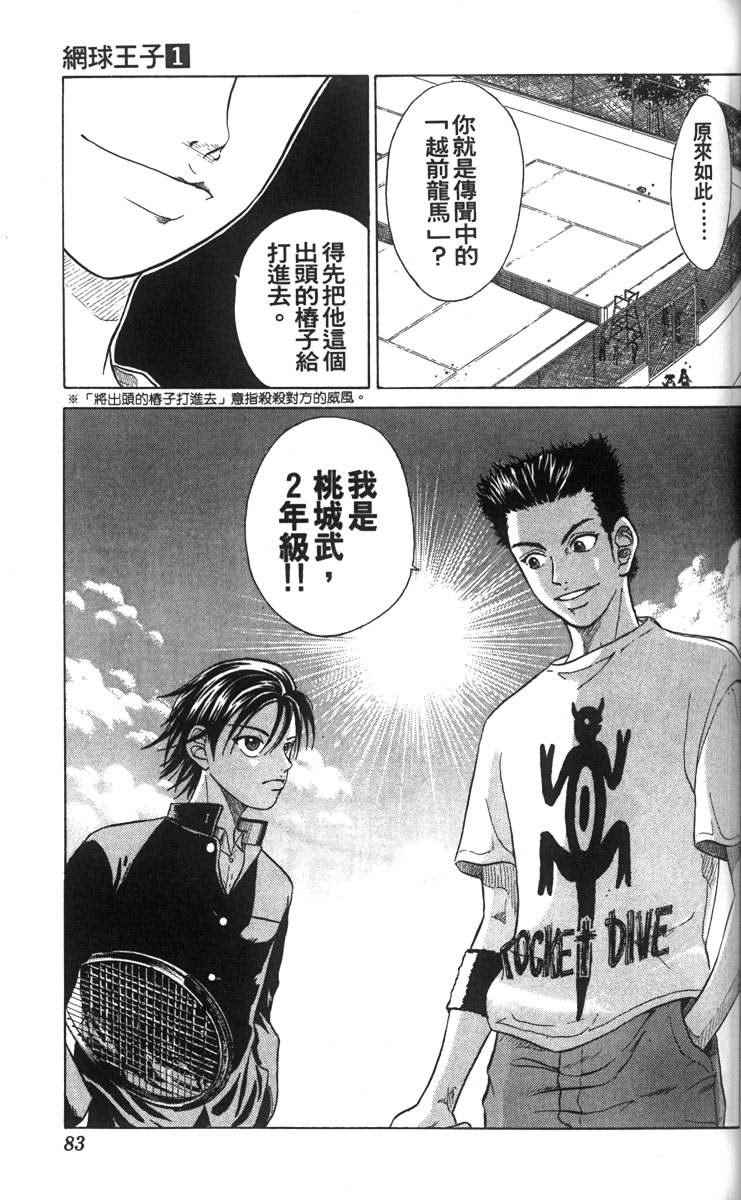 網球王子1
原來如此……
你就是傳聞中的
「越前龍馬」?
得先把他這個
出頭的樁子給
打進去。
※「將出頭的樁子打進去」意指殺殺對方的威風。
我是
桃城武，
2年級!!
ROCKET DIVE
83